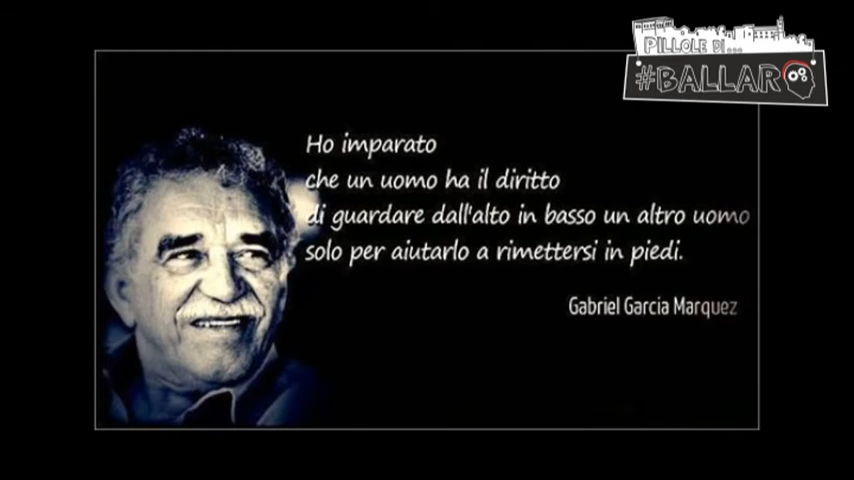 PILLOLE DI...
#BALLARÒ
Ho imparato
che un uomo ha il diritto
di guardare dall'alto in basso un altro uomo
solo per aiutarlo a rimettersi in piedi.
Gabriel Garcia Marquez